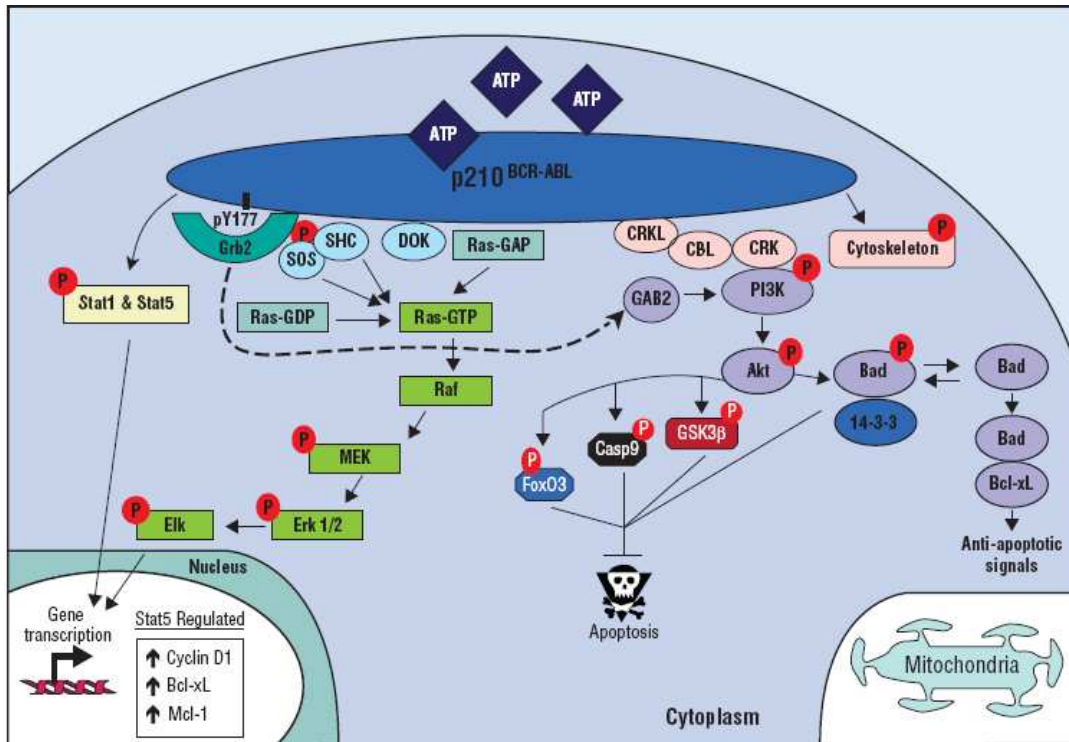 ATP
ATP
ATP
p210 BCR-ABL
pY177
Grb2
P
SOS
SHC
DOK
Ras-GAP
CRKL
CBL
CRK
P
Cytoskeleton
P
Stat1 & Stat5
Ras-GDP
Ras-GTP
GAB2
P
PI3K
Raf
P
Akt
P
Bad
14-3-3
Bad
P
MEK
P
FoxO3
P
Casp9
P
GSK3β
Bad
Bcl-xL
P
Elk
P
Erk 1/2
Anti-apoptotic
signals
Nucleus
Apoptosis
Gene
transcription
Stat5 Regulated
Cyclin D1
Bcl-xL
Mcl-1
Mitochondria
Cytoplasm